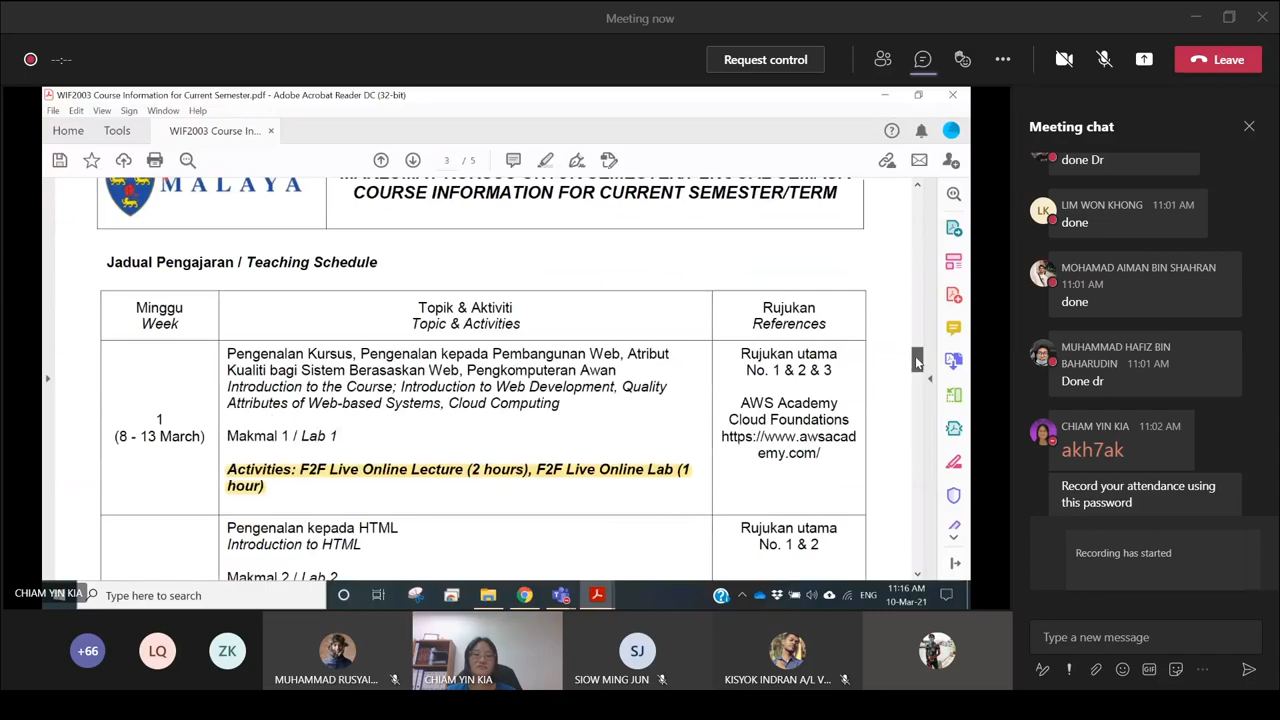 Meeting now
--:--
Request control
Leave
WIF2003 Course Information for Current Semester.pdf - Adobe Acrobat Reader DC (32-bit)
File Edit View Sign Window Help
Home Tools WIF2003 Course In... ×
3 / 5
MALAYA
COURSE INFORMATION FOR CURRENT SEMESTER/TERM
Jadual Pengajaran / Teaching Schedule
Minggu
Week
Topik & Aktiviti
Topic & Activities
Rujukan
References
1
(8 - 13 March)
Pengenalan Kursus, Pengenalan kepada Pembangunan Web, Atribut
Kualiti bagi Sistem Berasaskan Web, Pengkomputeran Awan
Introduction to the Course; Introduction to Web Development, Quality
Attributes of Web-based Systems, Cloud Computing
Makmal 1 / Lab 1
Activities: F2F Live Online Lecture (2 hours), F2F Live Online Lab (1
hour)
Rujukan utama
No. 1 & 2 & 3
AWS Academy
Cloud Foundations
https://www.awsacad
emy.com/
Pengenalan kepada HTML
Introduction to HTML
Makmal 2 / Lab 2
Rujukan utama
No. 1 & 2
CHIAM YIN KIA
Type here to search
ENG
11:16 AM
10-Mar-21
+66
LQ
ZK
MUHAMMAD RUSYAI...
CHIAM YIN KIA
SJ
SIOW MING JUN
KISYOK INDRAN A/L V...
Meeting chat
done Dr
LK
LIM WON KHONG 11:01 AM
done
MOHAMAD AIMAN BIN SHAHRAN
11:01 AM
done
MUHAMMAD HAFIZ BIN
BAHARUDIN 11:01 AM
Done dr
CHIAM YIN KIA 11:02 AM
akh7ak
Record your attendance using
this password
Recording has started
Type a new message
GIF